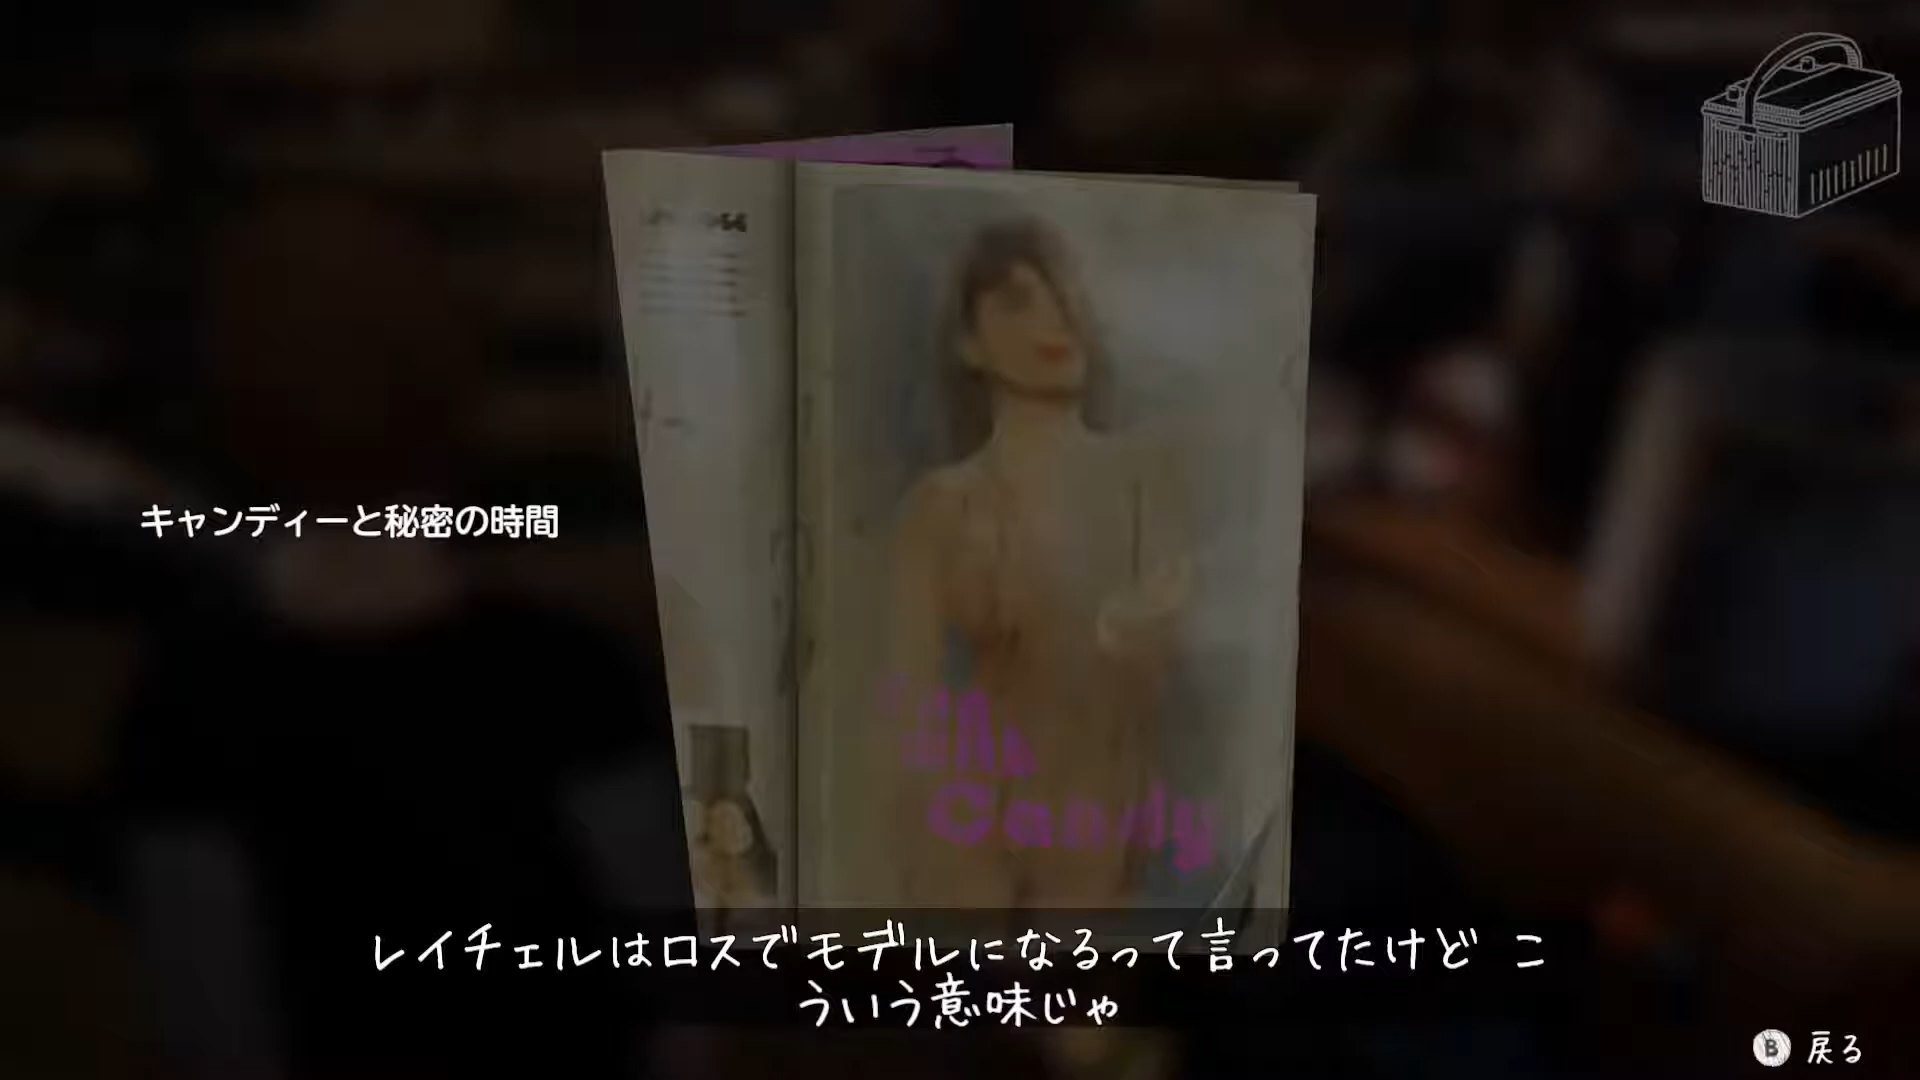 キャンディーと秘密の時間
Candy
レイチェルはロスでモデルになるって言ってたけど こ
ういう意味じゃ
B 戻る